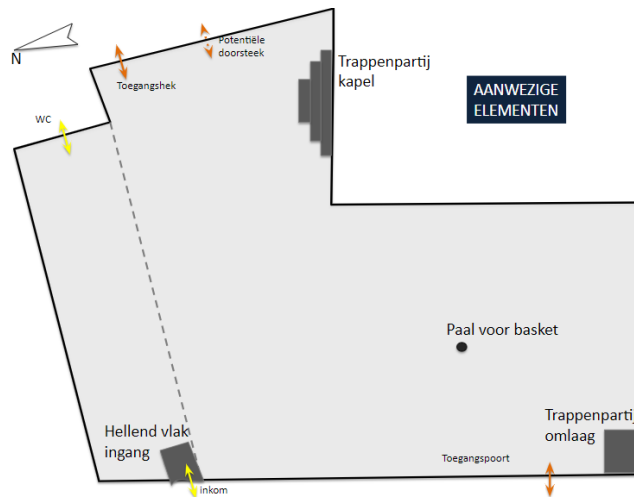 N
Potentiële
doorsteek
Toegangshek
Trappenpartij
kapel
AANWEZIGE
ELEMENTEN
WC
Paal voor basket
Hellend vlak
ingang
Trappenpartij
omlaag
Toegangspoort
Inkom